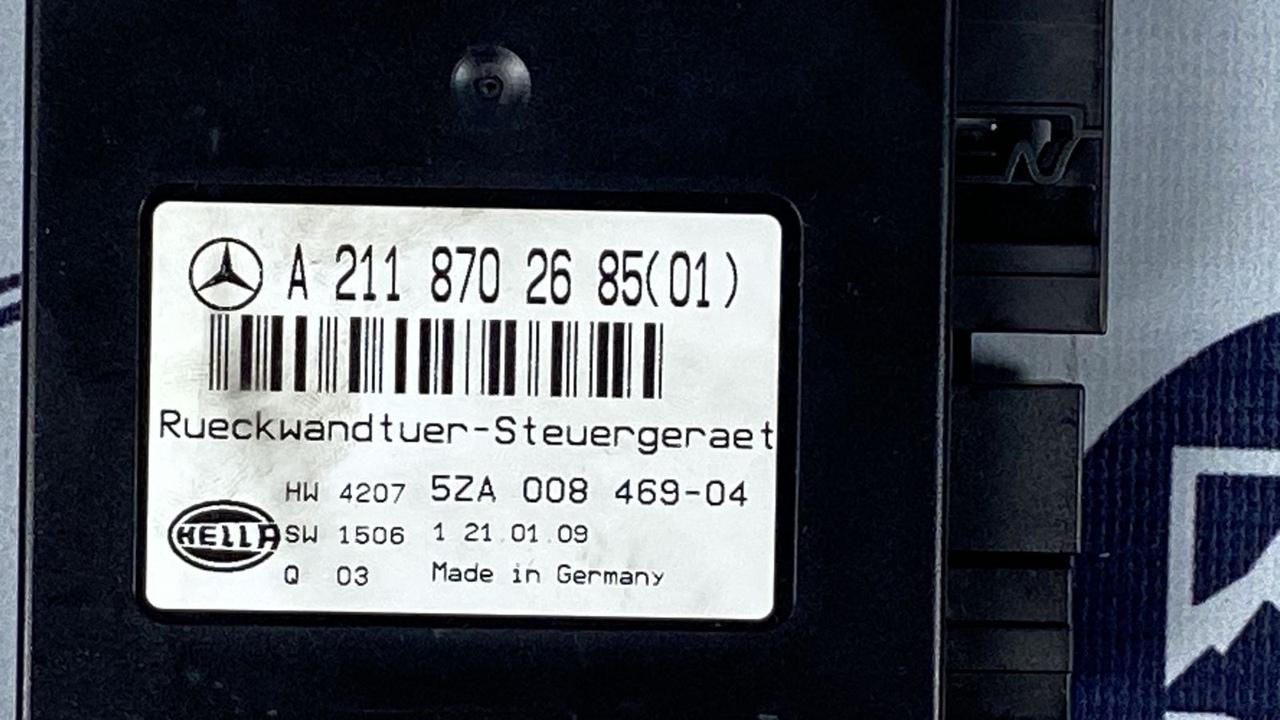 A 211 870 26 85(01)
Rueckwandtuer-Steuergeraet
HW 4207 5ZA 008 469-04
HELLA SW 1506 1 21.01.09
Q 03 Made in Germany